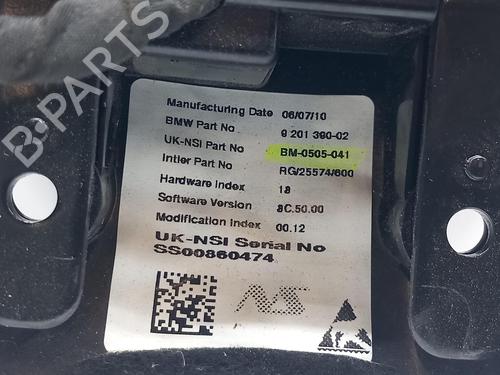 B-PARTS
Manufacturing Date 06/07/10
BMW Part No 9 201 390-02
UK-NSI Part No BM-0505-041
Intier Part No RG/25574/600
Hardware Index 18
Software Version 8C.50.00
Modification Index 00.12
UK-NSI Serial No
SS00860474